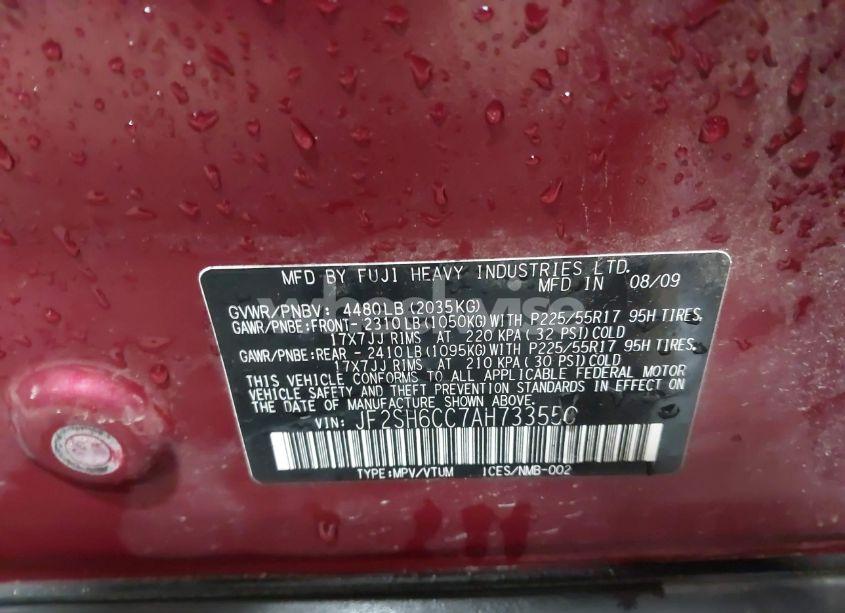 MFD BY FUJI HEAVY INDUSTRIES LTD.
MFD IN 08/09
GVWR/PNBV: 4480LB (2035KG)
GAWR/PNBE:FRONT-2310LB(1050KG)WITH P225/55R17 95H TIRES,
17X7JJ RIMS AT 220 KPA(32 PSI)COLD
GAWR/PNBE:REAR - 2410LB(1095KG)WITH P225/55R17 95H TIRES,
17X7JJ RIMS AT 210 KPA(30 PSI)COLD
THIS VEHICLE CONFORMS TO ALL APPLICABLE FEDERAL MOTOR
VEHICLE SAFETY AND THEFT PREVENTION STANDARDS IN EFFECT ON
THE DATE OF MANUFACTURE SHOWN ABOVE.
VIN:
TYPE:MPV/VTUM ICES/NMB-002
wheelwise